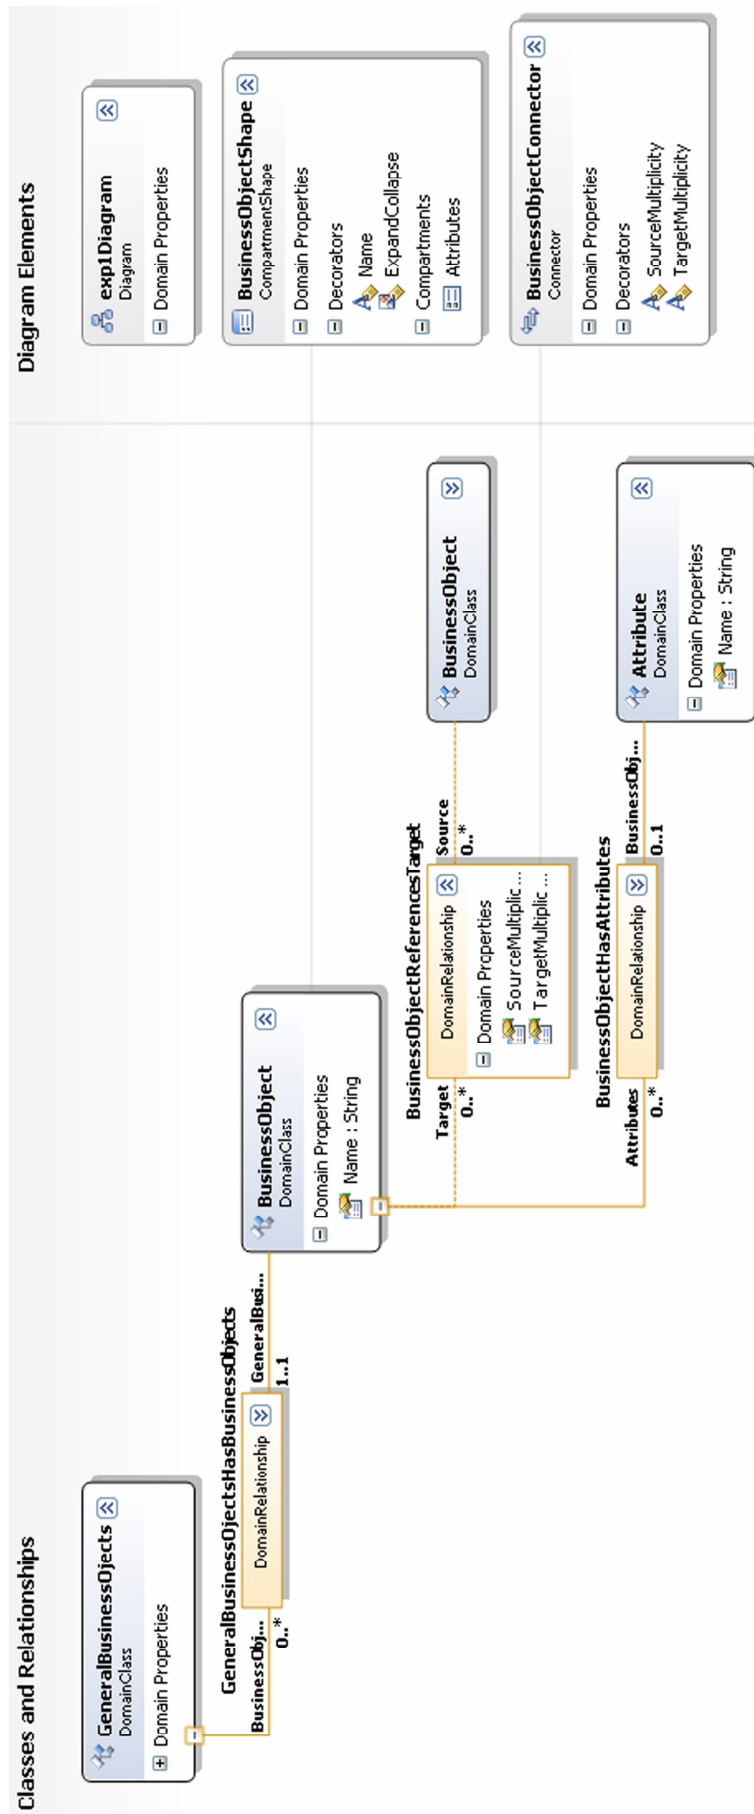 Classes and Relationships
Diagram Elements
GeneralBusinessOjects
DomainClass
Domain Properties
GeneralBusinessOjectsHasBusinessObjects
BusinessObj...
0..*
DomainRelationship
GeneralBusi...
1..1
BusinessObject
DomainClass
Domain Properties
Name : String
BusinessObjectReferencesTarget
Target
0..*
DomainRelationship
Domain Properties
SourceMultiplic ...
TargetMultiplic ...
Source
0..*
BusinessObject
DomainClass
BusinessObjectHasAttributes
Attributes
0..*
DomainRelationship
BusinessObj...
0..1
Attribute
DomainClass
Domain Properties
Name : String
exp1Diagram
Diagram
Domain Properties
BusinessObjectShape
CompartmentShape
Domain Properties
Decorators
Name
ExpandCollapse
Compartments
Attributes
BusinessObjectConnector
Connector
Domain Properties
Decorators
SourceMultiplicity
TargetMultiplicity